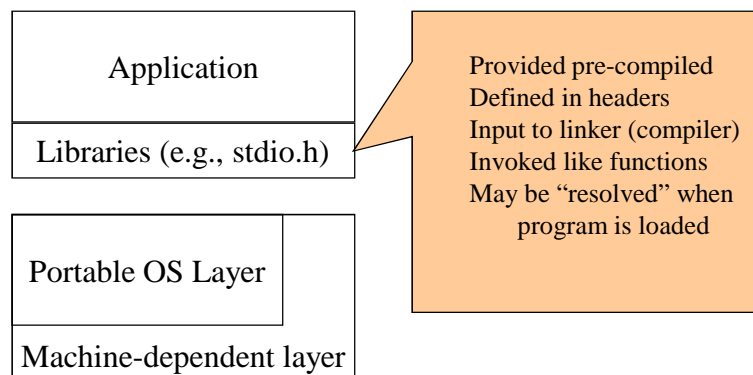 Application
Libraries (e.g., stdio.h)
Portable OS Layer
Machine-dependent layer
Provided pre-compiled
Defined in headers
Input to linker (compiler)
Invoked like functions
May be “resolved” when
program is loaded